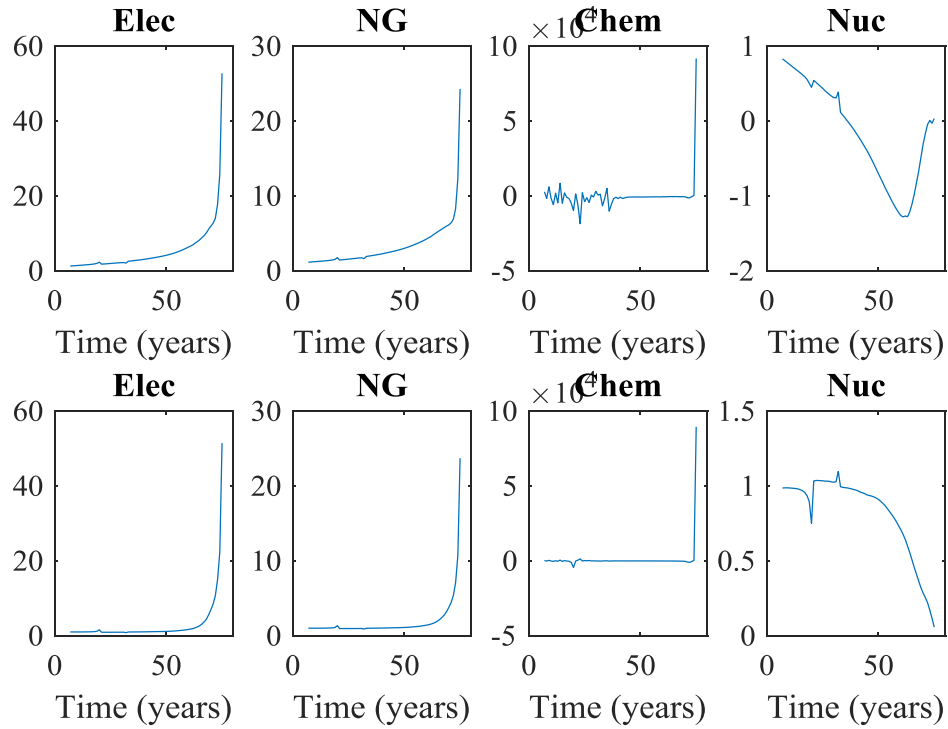 Elec NG ×10⁴ Chem Nuc
60 30 10 1
40 20 5 0
20 10 0 -1
0 0 -5 -2
0 50 0 50 0 50 0 50
Time (years) Time (years) Time (years) Time (years)
Elec NG ×10⁴ Chem Nuc
60 30 10 1.5
40 20 5 1
20 10 0 0.5
0 0 -5 0
0 50 0 50 0 50 0 50
Time (years) Time (years) Time (years) Time (years)